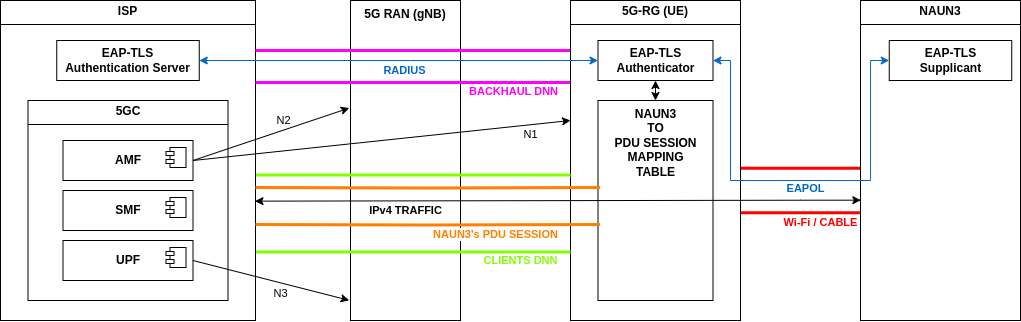 ISP
5G RAN (gNB)
5G-RG (UE)
NAUN3
EAP-TLS
Authentication Server
EAP-TLS
Authenticator
EAP-TLS
Supplicant
RADIUS
BACKHAUL DNN
5GC
N2
N1
AMF
SMF
UPF
NAUN3
TO
PDU SESSION
MAPPING
TABLE
EAPOL
IPv4 TRAFFIC
Wi-Fi / CABLE
NAUN3's PDU SESSION
CLIENTS DNN
N3